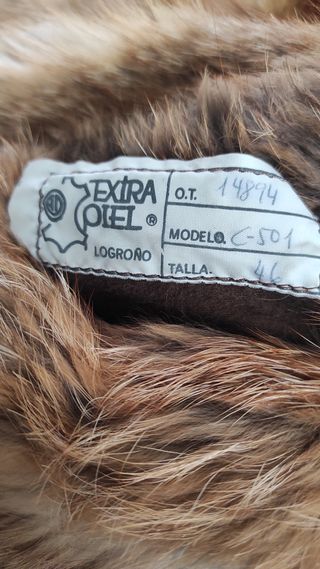 EXTRA
PIEL ®
LOGROÑO
O.T. 14894
MODELO. C-501
TALLA. 46